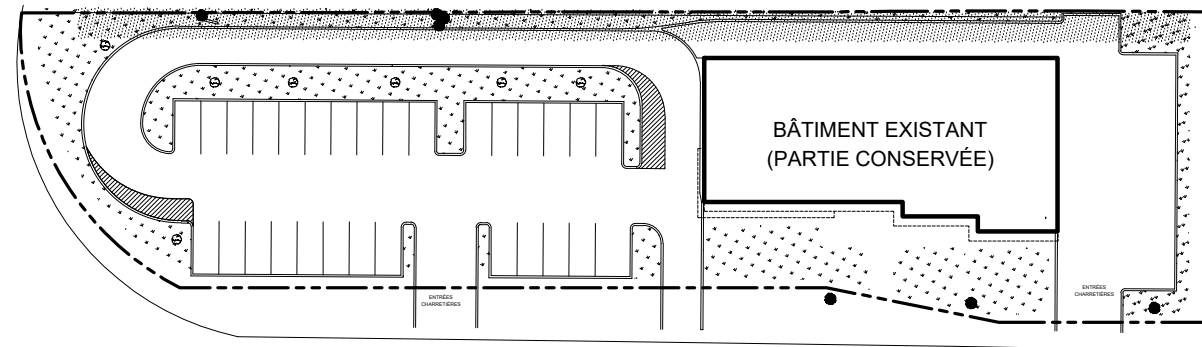 BÂTIMENT EXISTANT
(PARTIE CONSERVÉE)
ENTRÉES
CHARRETIÈRES
ENTRÉES
CHARRETIÈRES